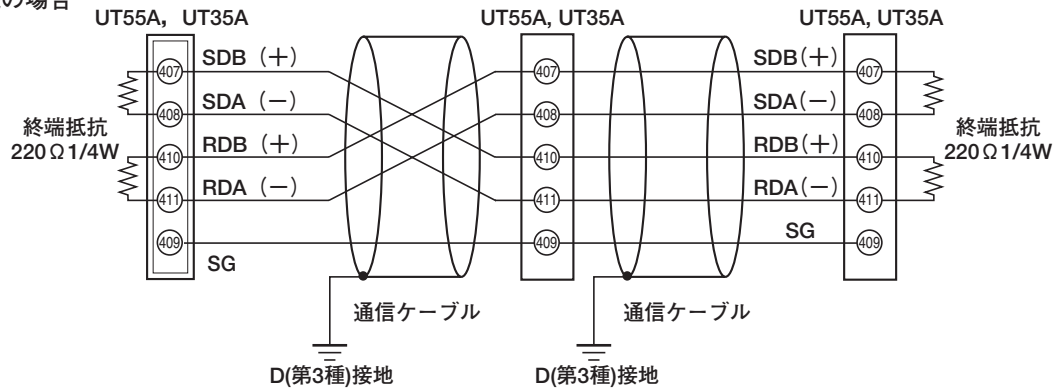 の場合
UT55A, UT35A
UT55A, UT35A
UT55A, UT35A
407
SDB (+)
407
SDB(+)
407
408
SDA (−)
408
SDA(−)
408
終端抵抗
220Ω1/4W
410
RDB (+)
410
RDB(+)
410
終端抵抗
220Ω1/4W
411
RDA (−)
411
RDA(−)
411
409
SG
409
SG
409
通信ケーブル
通信ケーブル
D(第3種)接地
D(第3種)接地